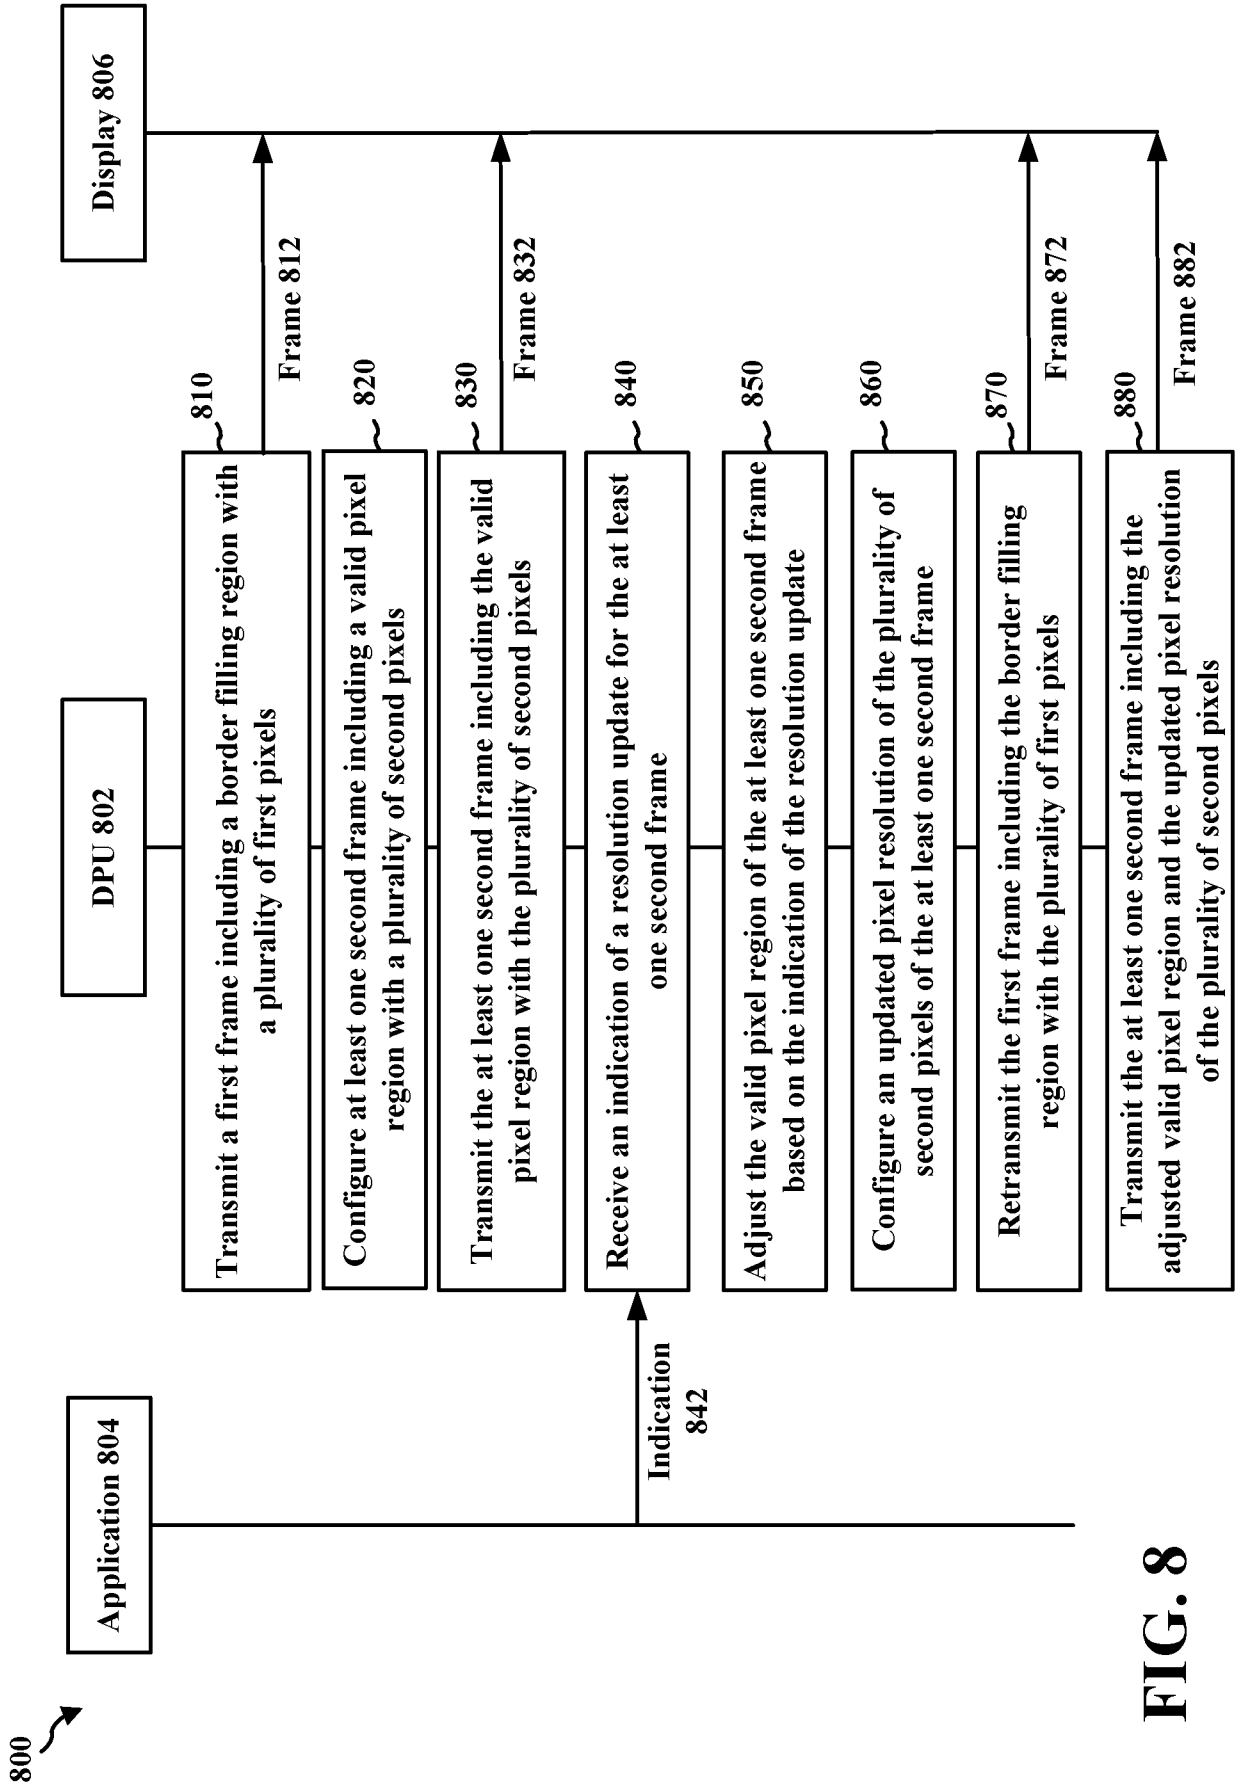 800
Application 804
DPU 802
Display 806
810
Transmit a first frame including a border filling region with
a plurality of first pixels
Frame 812
820
Configure at least one second frame including a valid pixel
region with a plurality of second pixels
830
Transmit the at least one second frame including the valid
pixel region with the plurality of second pixels
Frame 832
840
Receive an indication of a resolution update for the at least
one second frame
Indication
842
850
Adjust the valid pixel region of the at least one second frame
based on the indication of the resolution update
860
Configure an updated pixel resolution of the plurality of
second pixels of the at least one second frame
870
Retransmit the first frame including the border filling
region with the plurality of first pixels
Frame 872
880
Transmit the at least one second frame including the
adjusted valid pixel region and the updated pixel resolution
of the plurality of second pixels
Frame 882
FIG. 8